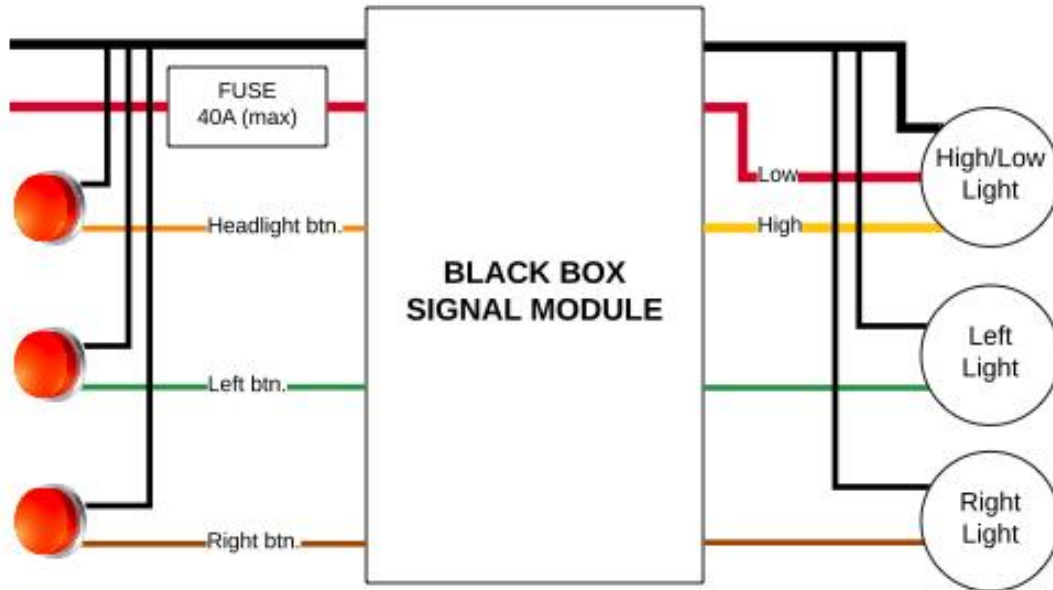 FUSE
40A (max)
Headlight btn.
Left btn.
Right btn.
BLACK BOX
SIGNAL MODULE
Low
High
High/Low
Light
Left
Light
Right
Light